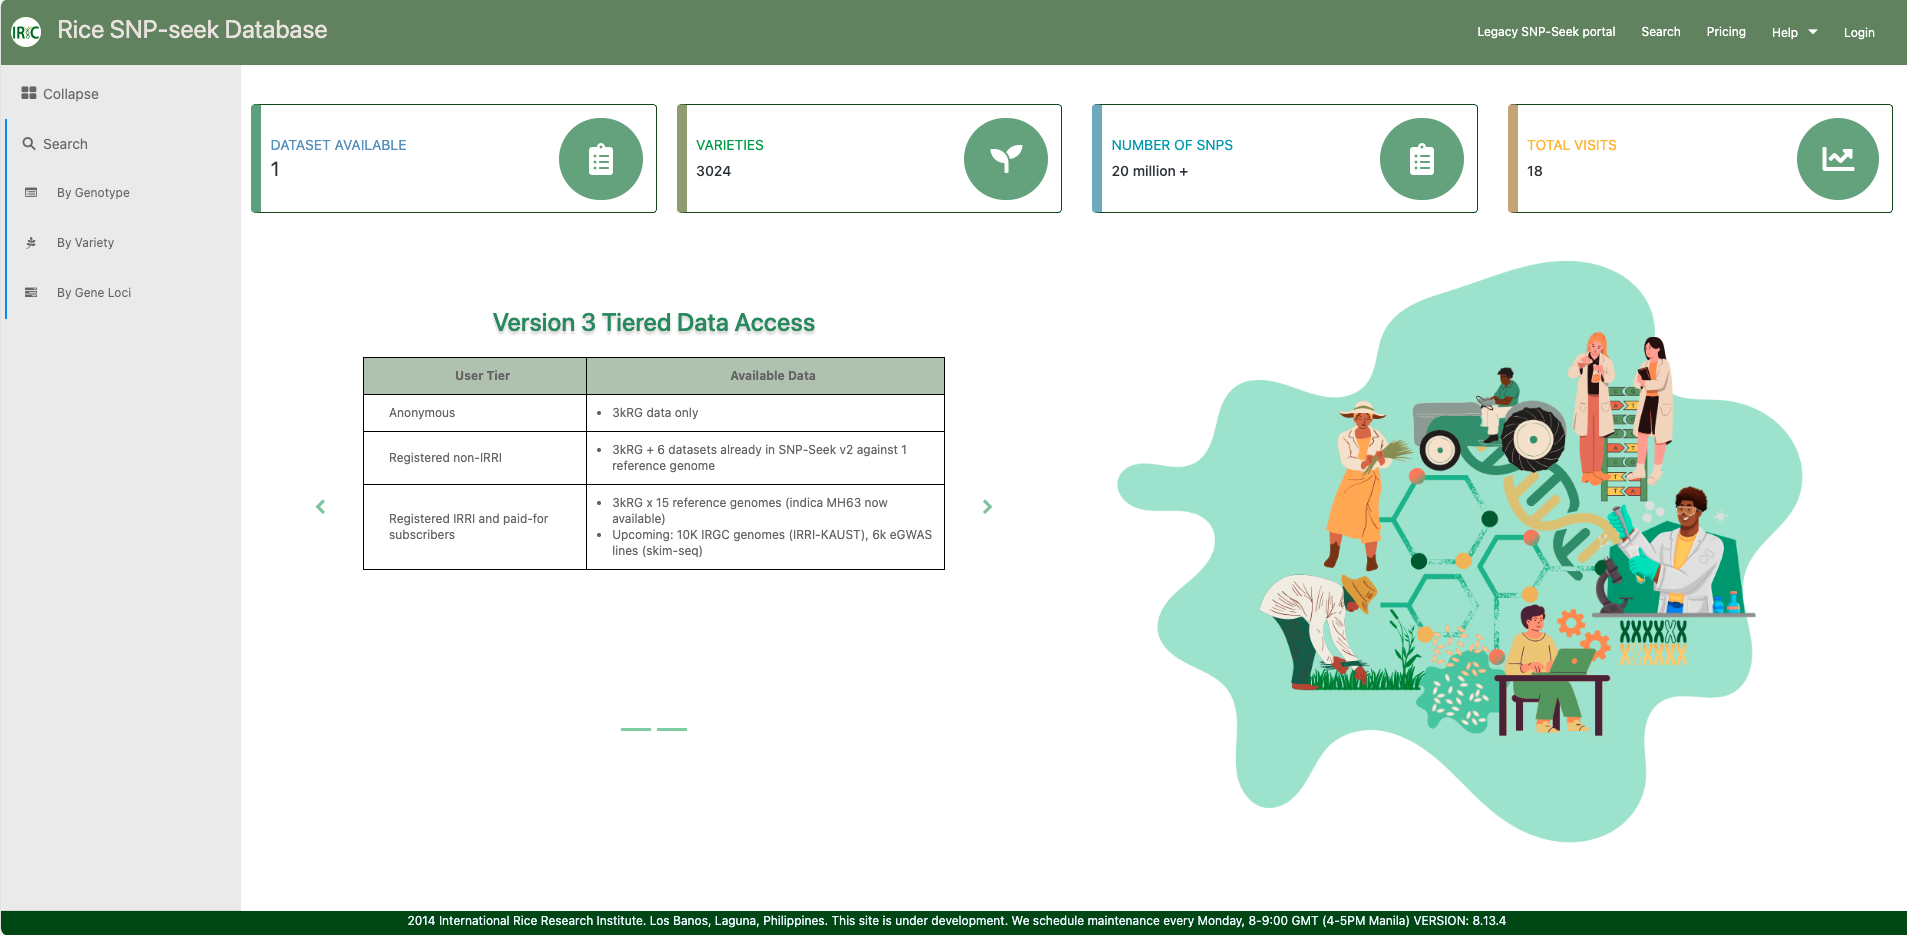 IRGC
Rice SNP-seek Database
Legacy SNP-Seek portal
Search
Pricing
Help
Login
Collapse
Search
By Genotype
By Variety
By Gene Loci
DATASET AVAILABLE
1
VARIETIES
3024
NUMBER OF SNPS
20 million +
TOTAL VISITS
18
Version 3 Tiered Data Access
User Tier
Available Data
Anonymous
• 3kRG data only
Registered non-IRRI
• 3kRG + 6 datasets already in SNP-Seek v2 against 1
reference genome
Registered IRRI and paid-for
subscribers
• 3kRG x 15 reference genomes (indica MH63 now
available)
• Upcoming: 10K IRGC genomes (IRRI-KAUST), 6k eGWAS
lines (skim-seq)
2014 International Rice Research Institute. Los Banos, Laguna, Philippines. This site is under development. We schedule maintenance every Monday, 8-9:00 GMT (4-5PM Manila) VERSION: 8.13.4